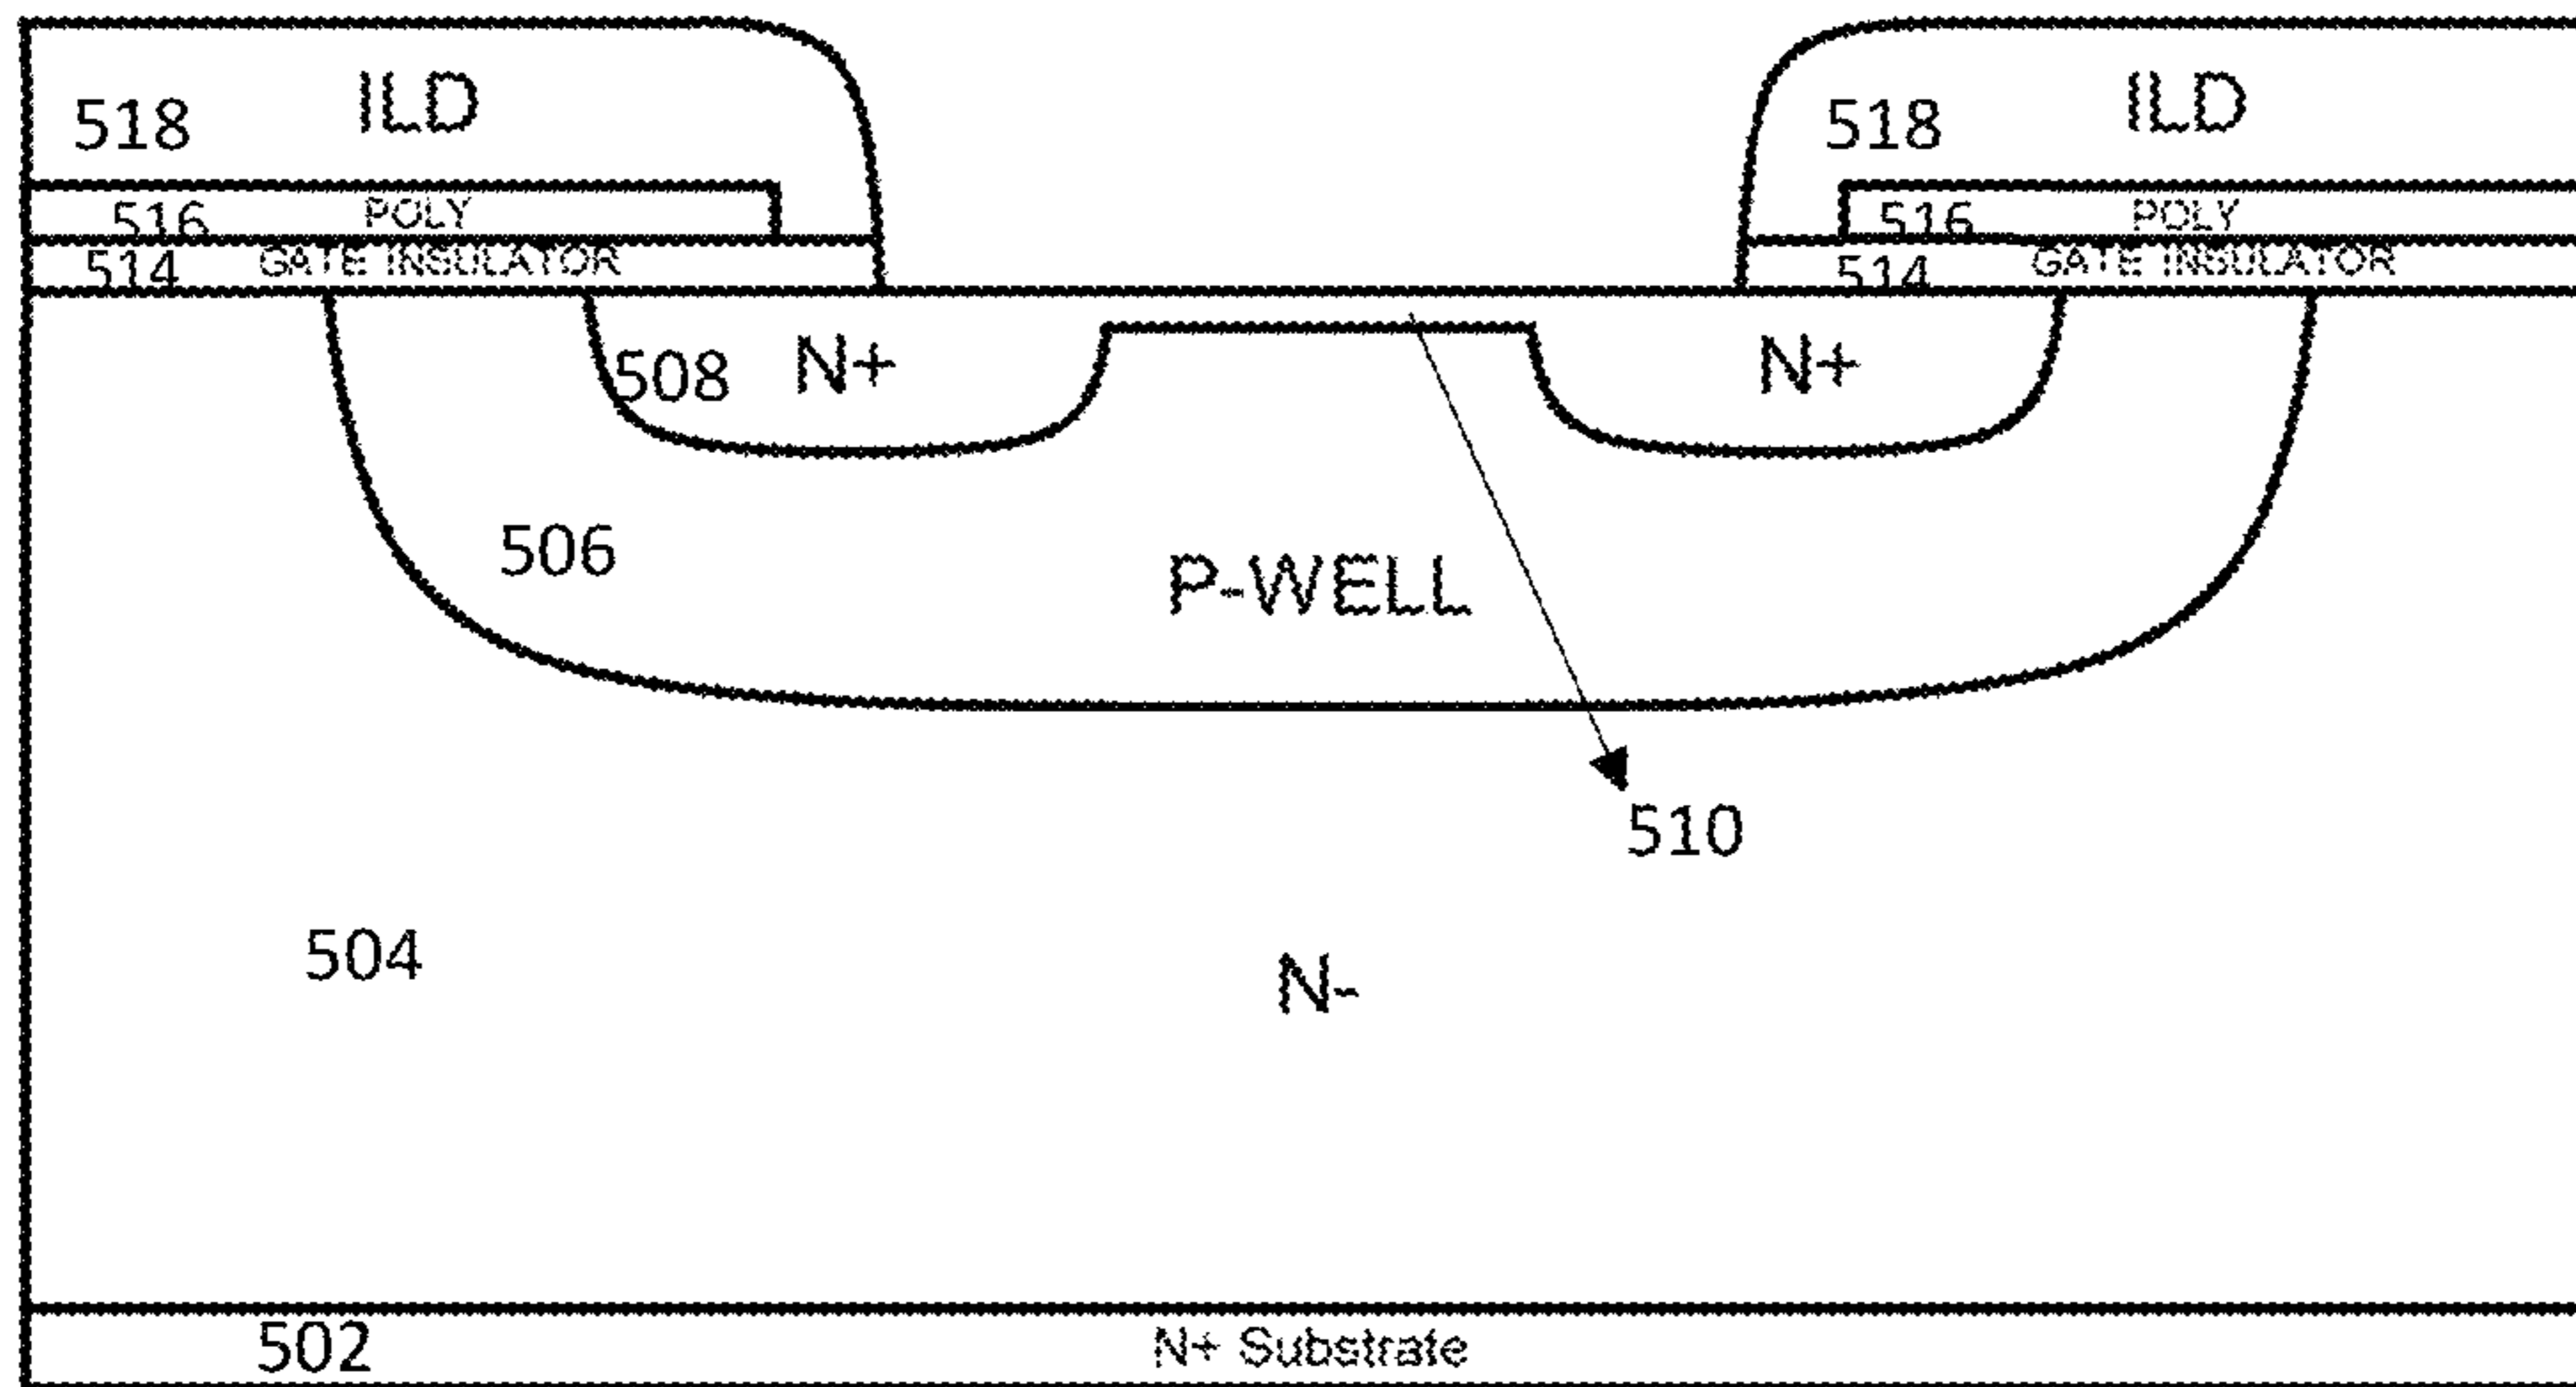 ILD
518
ILD
518
516 POLY
516 POLY
514 GATE INSULATOR
514 GATE INSULATOR
508 N+
N+
506
P-WELL
510
504
N-
502
N+ Substrate